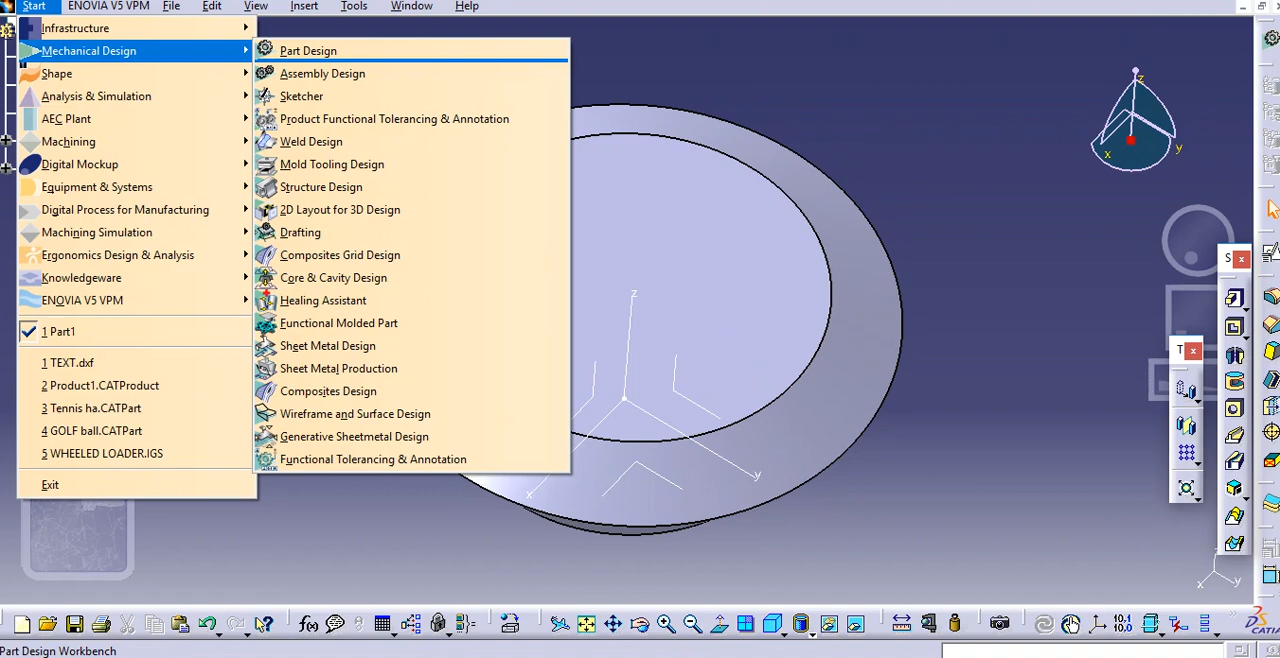 Start ENOVIA V5 VPM File Edit View Insert Tools Window Help
Infrastructure
Mechanical Design
Shape
Analysis & Simulation
AEC Plant
Machining
Digital Mockup
Equipment & Systems
Digital Process for Manufacturing
Machining Simulation
Ergonomics Design & Analysis
Knowledgeware
ENOVIA V5 VPM
1 Part1
1 TEXT.dxf
2 Product1.CATProduct
3 Tennis ha.CATPart
4 GOLF ball.CATPart
5 WHEELED LOADER.IGS
Exit
Part Design
Assembly Design
Sketcher
Product Functional Tolerancing & Annotation
Weld Design
Mold Tooling Design
Structure Design
2D Layout for 3D Design
Drafting
Composites Grid Design
Core & Cavity Design
Healing Assistant
Functional Molded Part
Sheet Metal Design
Sheet Metal Production
Composites Design
Wireframe and Surface Design
Generative Sheetmetal Design
Functional Tolerancing & Annotation
z
x
y
z
x
y
S
T
x
y
f(x)
10.1
10.0
CATIA
Part Design Workbench